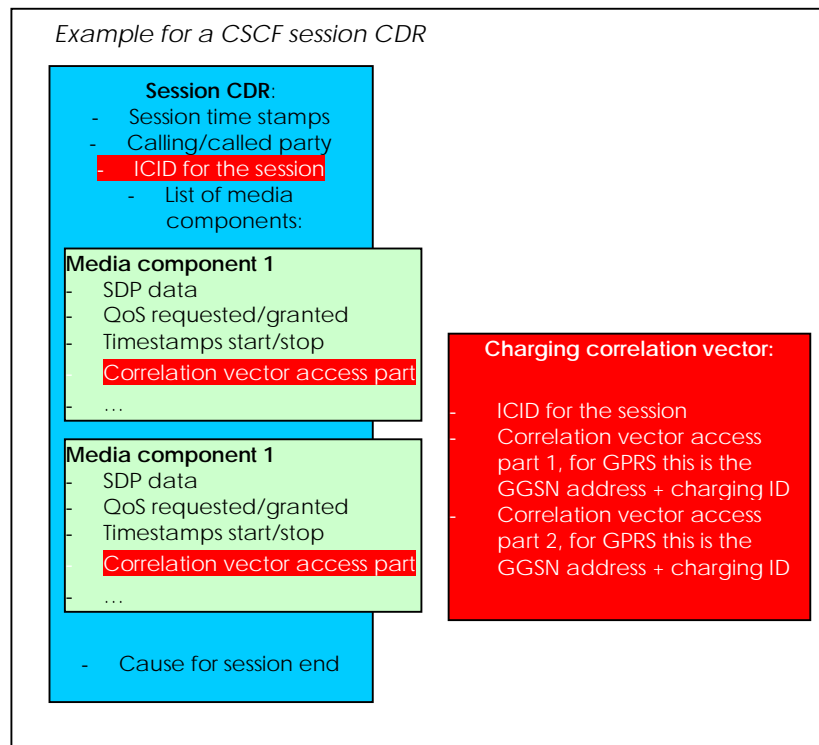 Example for a CSCF session CDR
Session CDR:
- Session time stamps
- Calling/called party
- ICID for the session
- List of media
components:
Media component 1
- SDP data
- QoS requested/granted
- Timestamps start/stop
- Correlation vector access part
- …
Media component 1
- SDP data
- QoS requested/granted
- Timestamps start/stop
- Correlation vector access part
- …
- Cause for session end
Charging correlation vector:
- ICID for the session
- Correlation vector access
part 1, for GPRS this is the
GGSN address + charging ID
- Correlation vector access
part 2, for GPRS this is the
GGSN address + charging ID